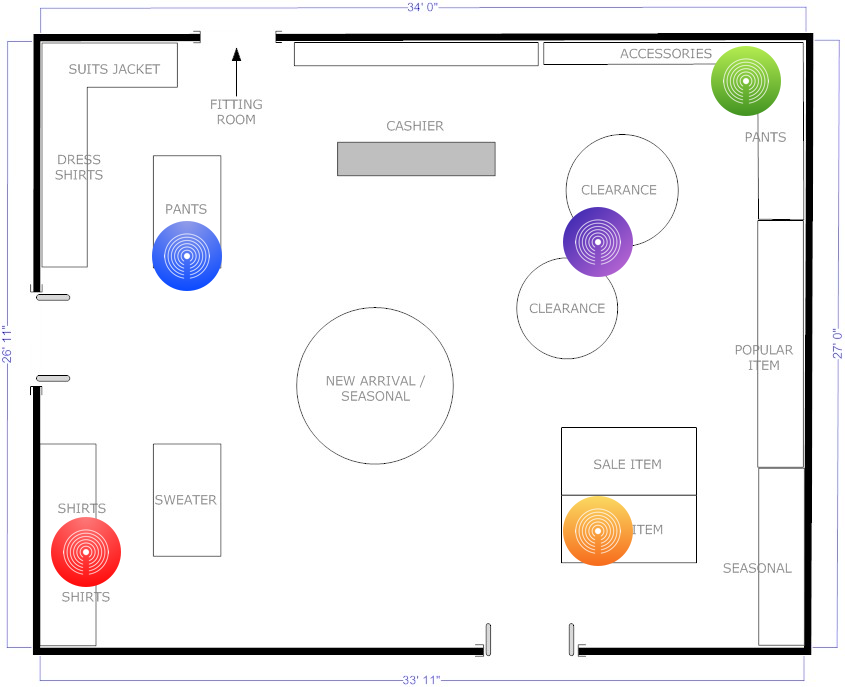 34' 0"
SUITS JACKET
ACCESSORIES
FITTING
ROOM
CASHIER
PANTS
DRESS
SHIRTS
CLEARANCE
PANTS
CLEARANCE
26' 11"
27' 0"
POPULAR
ITEM
NEW ARRIVAL /
SEASONAL
SALE ITEM
SWEATER
SHIRTS
ITEM
SEASONAL
SHIRTS
33' 11"